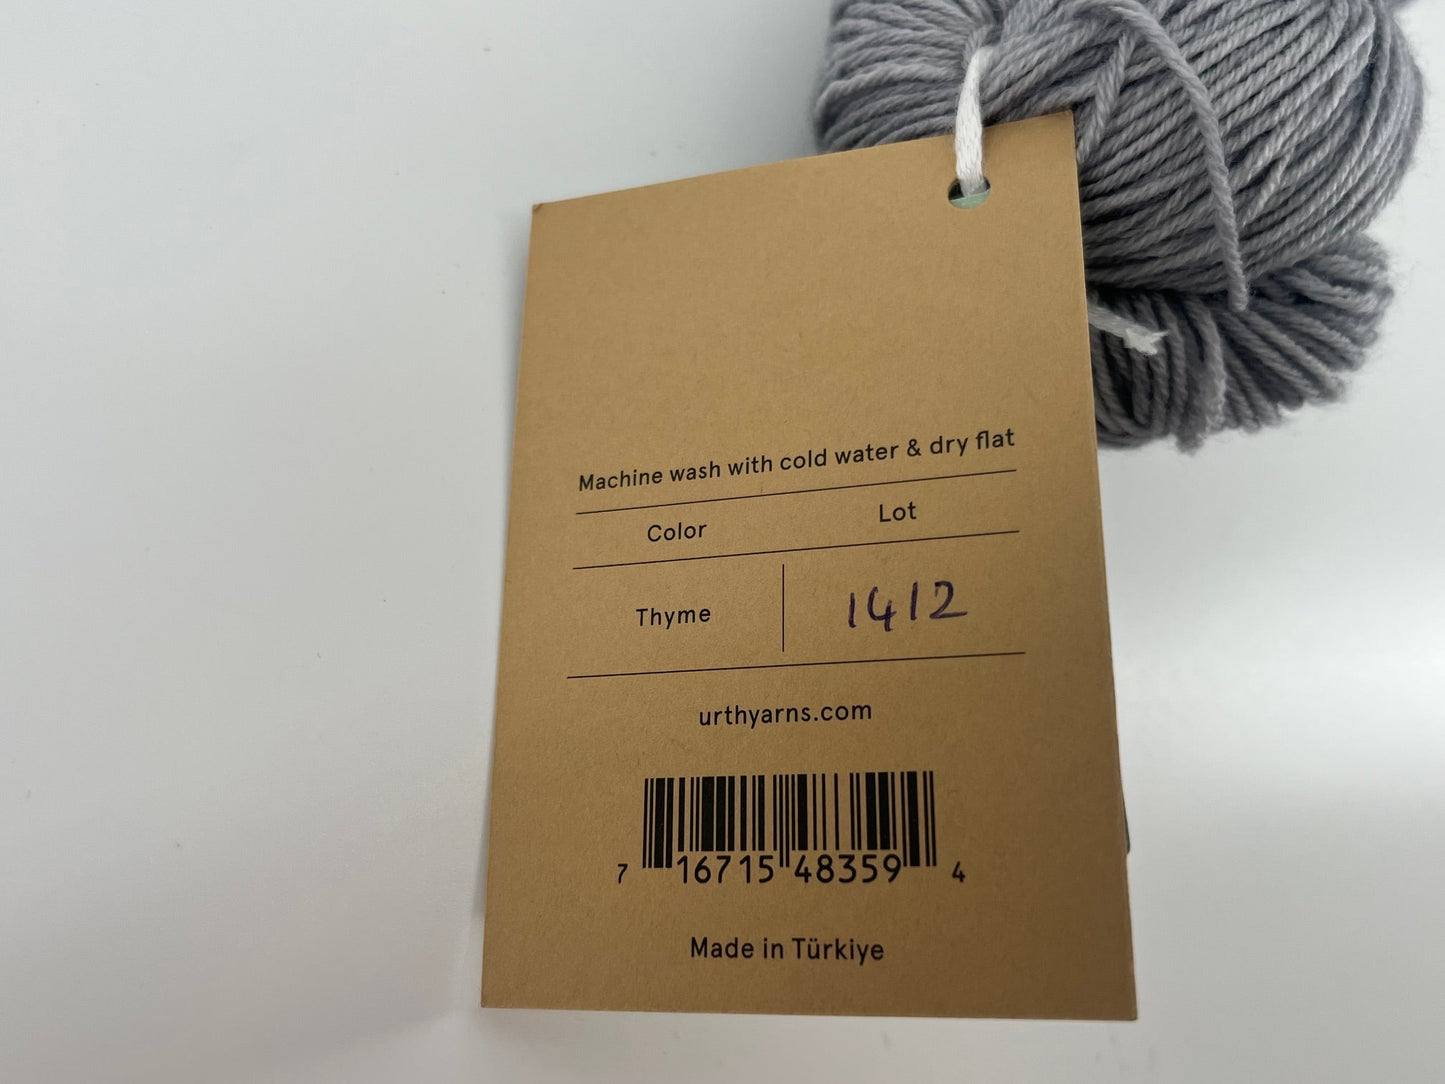 Machine wash with cold water & dry flat
Color Lot
Thyme 1412
urthyarns.com
7 16715 48359 4
Made in Türkiye